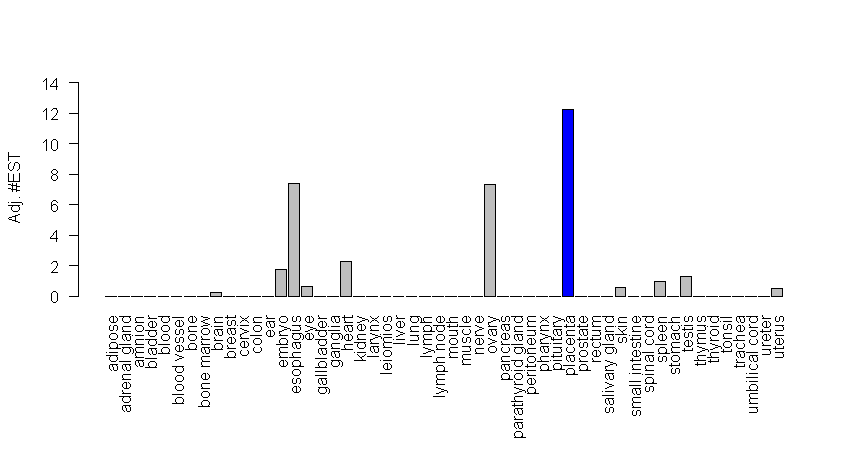 14
12
10
8
6
4
2
0
Adj. #EST
adipose
adrenal gland
amnion
bladder
blood
blood vessel
bone
bone marrow
brain
breast
cervix
colon
ear
embryo
esophagus
eye
gallbladder
ganglia
heart
kidney
larynx
leiomios
liver
lung
lymph
lymph node
mouth
muscle
nerve
ovary
pancreas
parathyroid gland
peritoneum
pharynx
pituitary
placenta
prostate
rectum
salivary gland
skin
small intestine
spinal cord
spleen
stomach
testis
thymus
thyroid
tonsil
trachea
umbilical cord
ureter
uterus